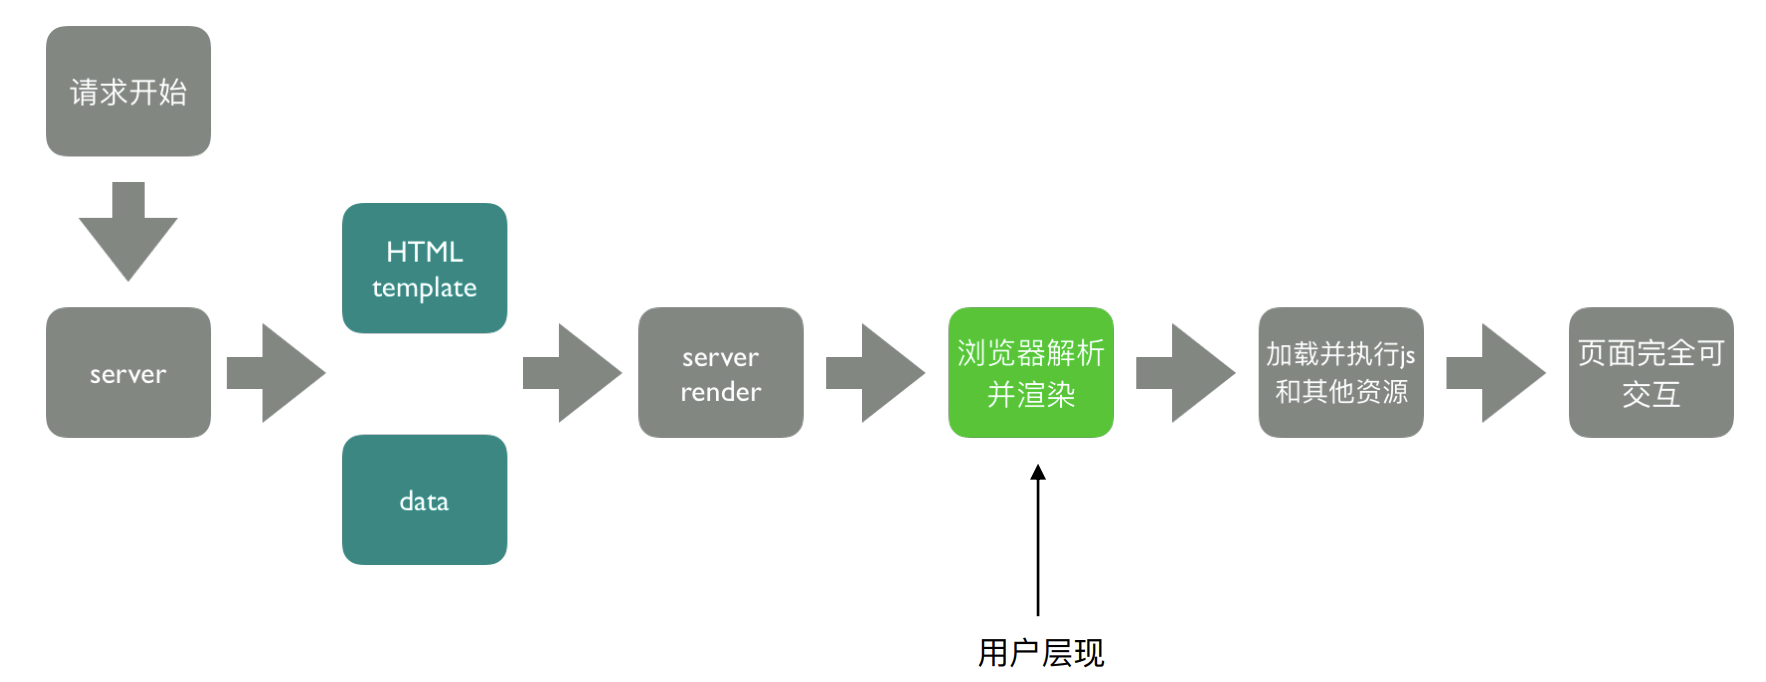 请求开始
server
HTML
template
data
server
render
浏览器解析
并渲染
加载并执行js
和其他资源
页面完全可
交互
用户层现